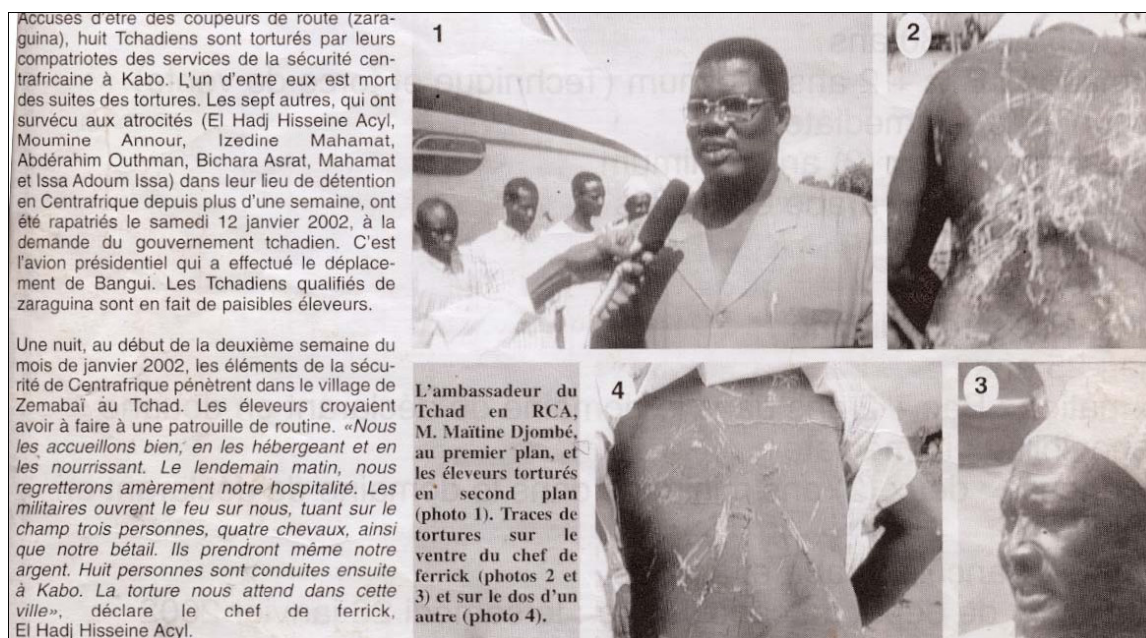 Accusés d'être des coupeurs de route (zara-
guina), huit Tchadiens sont torturés par leurs
compatriotes des services de la sécurité cen-
trafricaine à Kabo. L'un d'entre eux est mort
des suites des tortures. Les sept autres, qui ont
survécu aux atrocités (El Hadj Hisseine Acyl,
Moumine Annour, Izedine Mahamat,
Abdérahim Outhman, Bichara Asrat, Mahamat
et Issa Adoum Issa) dans leur lieu de détention
en Centrafrique depuis plus d'une semaine, ont
été rapatriés le samedi 12 janvier 2002, à la
demande du gouvernement tchadien. C'est
l'avion présidentiel qui a effectué le déplace-
ment de Bangui. Les Tchadiens qualifiés de
zaraguina sont en fait de paisibles éleveurs.
Une nuit, au début de la deuxième semaine du
mois de janvier 2002, les éléments de la sécu-
rité de Centrafrique pénètrent dans le village de
Zemabaï au Tchad. Les éleveurs croyaient
avoir à faire à une patrouille de routine. «Nous
les accueillons bien, en les hébergeant et en
les nourrissant. Le lendemain matin, nous
regretterons amèrement notre hospitalité. Les
militaires ouvrent le feu sur nous, tuant sur le
champ trois personnes, quatre chevaux, ainsi
que notre bétail. Ils prendront même notre
argent. Huit personnes sont conduites ensuite
à Kabo. La torture nous attend dans cette
ville», déclare le chef de ferrick,
El Hadj Hisseine Acyl.
1
2
L'ambassadeur du
Tchad en RCA,
M. Maïtine Djombé,
au premier plan, et
les éleveurs torturés
en second plan
(photo 1). Traces de
tortures sur le
ventre du chef de
ferrick (photos 2 et
3) et sur le dos d'un
autre (photo 4).
4
3